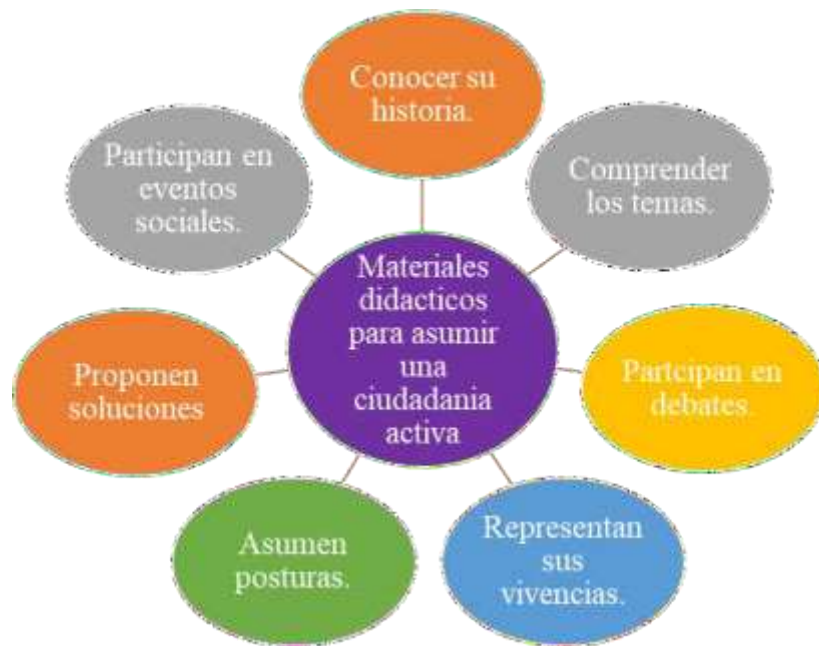 Conocer su
historia.
Comprender
los temas.
Partcipan en
debates.
Representan
sus
vivencias.
Asumen
posturas.
Proponen
soluciones
Participan en
eventos
sociales.
Materiales
didacticos
para asumir
una
ciudadania
activa